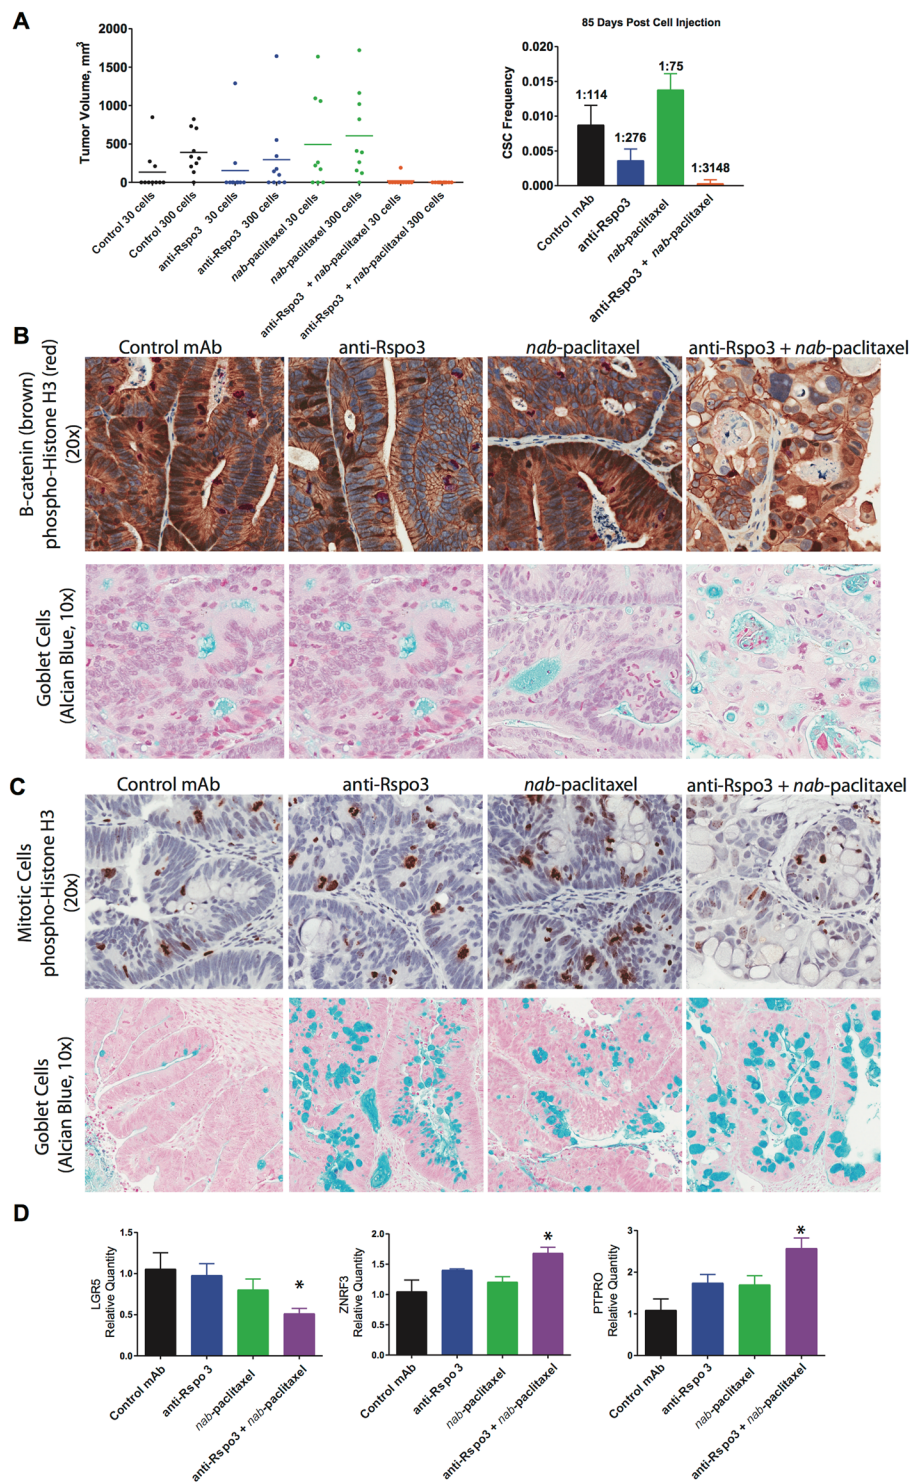 A
Tumor Volume, mm3
2000
1500
1000
500
0
Control 30 cells
Control 300 cells
anti-Rspo3 30 cells
anti-Rspo3 300 cells
nab-paclitaxel 30 cells
nab-paclitaxel 300 cells
anti-Rspo3 + nab-paclitaxel 30 cells
anti-Rspo3 + nab-paclitaxel 300 cells
85 Days Post Cell Injection
CSC Frequency
0.020
0.015
0.010
0.005
0.000
1:114
1:276
1:75
1:3148
Control mAb
anti-Rspo3
nab-paclitaxel
anti-Rspo3 + nab-paclitaxel
B
Control mAb
anti-Rspo3
nab-paclitaxel
anti-Rspo3 + nab-paclitaxel
B-catenin (brown)
phospho-Histone H3 (red)
(20x)
Goblet Cells
(Alcian Blue, 10x)
C
Control mAb
anti-Rspo3
nab-paclitaxel
anti-Rspo3 + nab-paclitaxel
Mitotic Cells
phospho-Histone H3
(20x)
Goblet Cells
(Alcian Blue, 10x)
D
LGR5
Relative Quantity
1.5
1.0
0.5
0.0
*
Control mAb
anti-Rspo3
nab-paclitaxel
anti-Rspo3 + nab-paclitaxel
ZNRF3
Relative Quantity
2.0
1.5
1.0
0.5
0.0
*
Control mAb
anti-Rspo3
nab-paclitaxel
anti-Rspo3 + nab-paclitaxel
PTPRO
Relative Quantity
3
2
1
0
*
Control mAb
anti-Rspo3
nab-paclitaxel
anti-Rspo3 + nab-paclitaxel